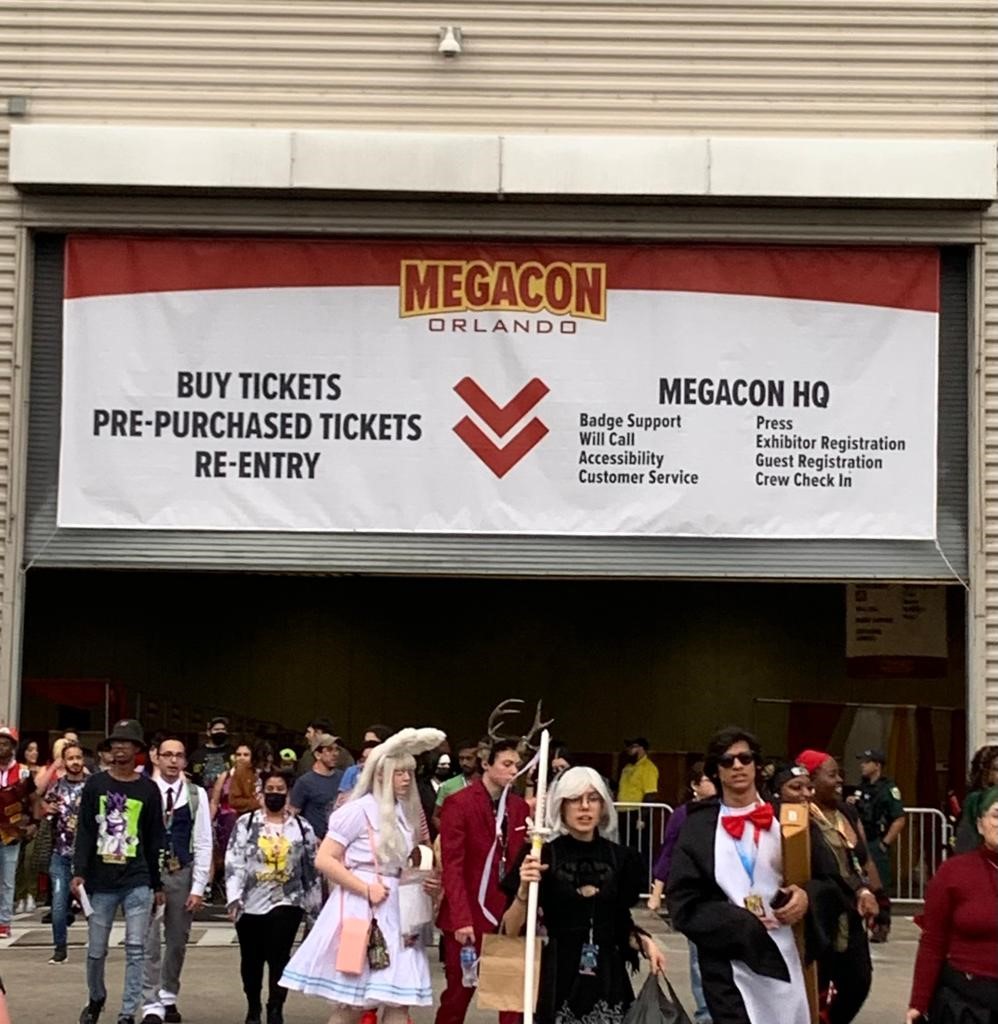 MEGACON
ORLANDO
BUY TICKETS
PRE-PURCHASED TICKETS
RE-ENTRY
MEGACON HQ
Badge Support
Will Call
Accessibility
Customer Service
Press
Exhibitor Registration
Guest Registration
Crew Check In